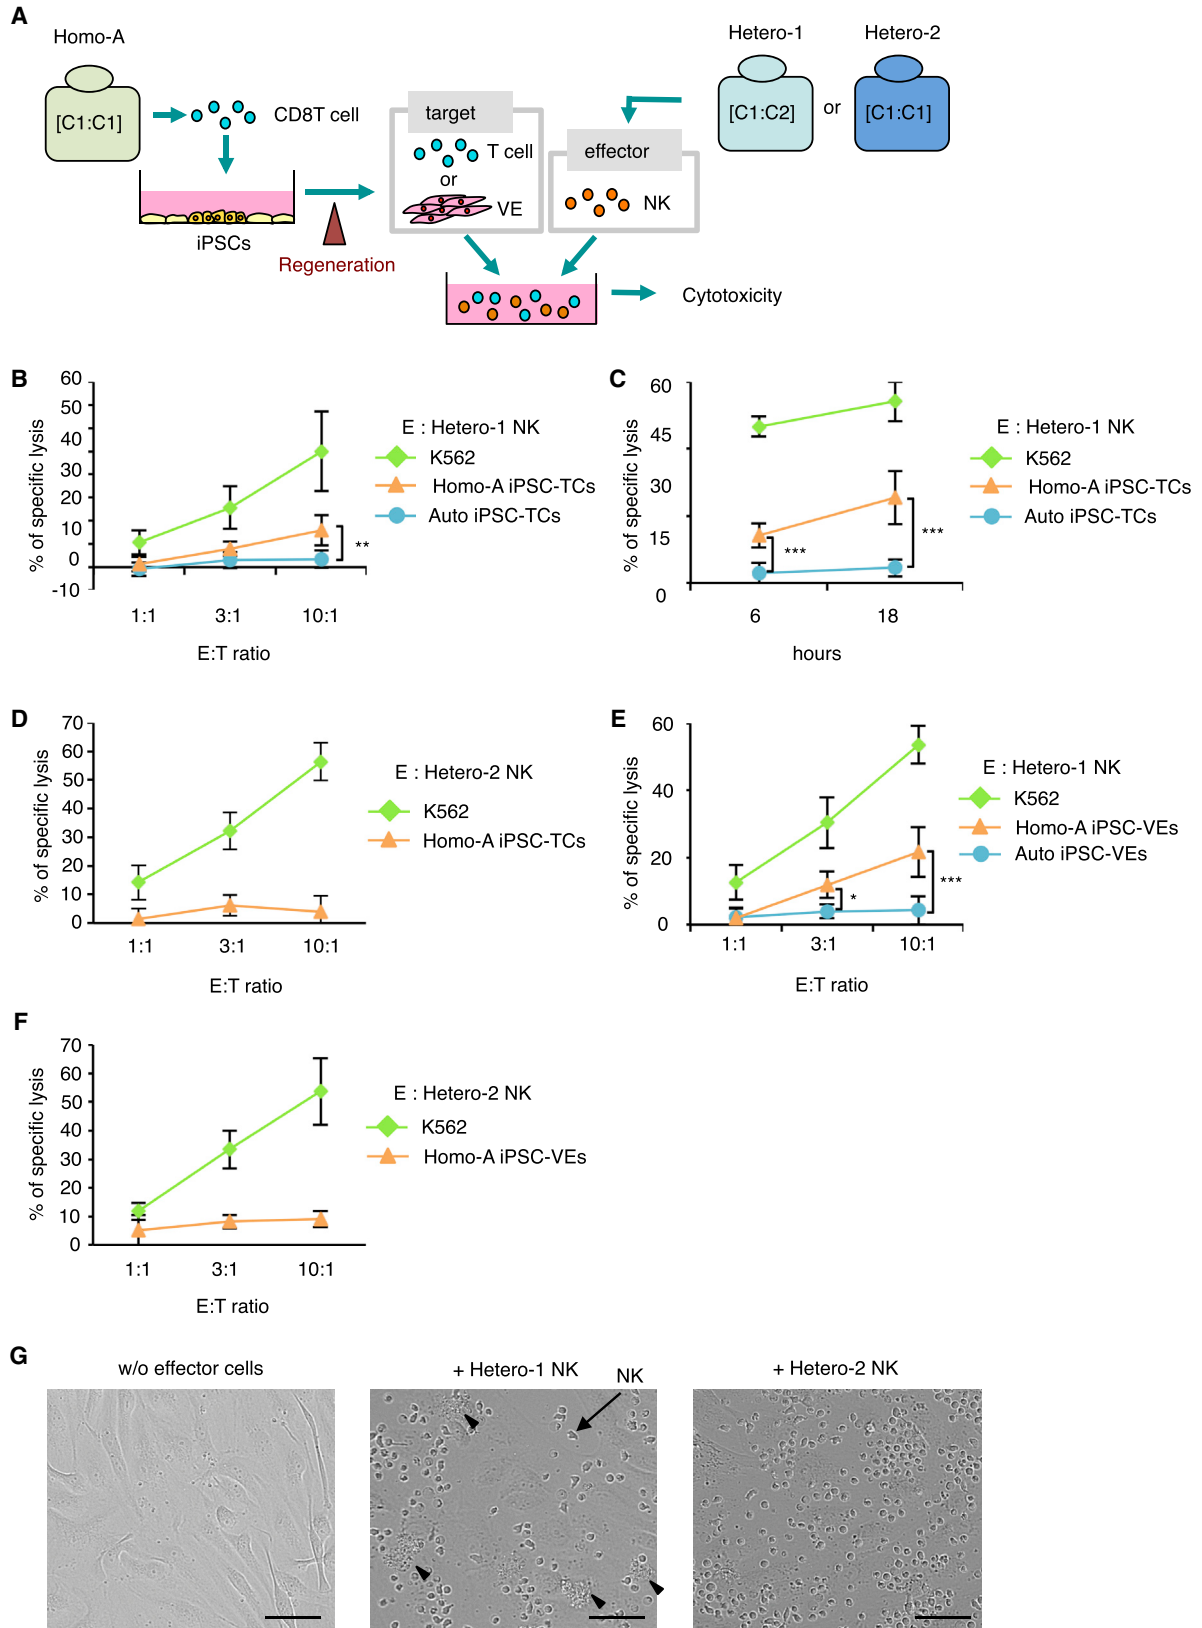 A
Homo-A
Hetero-1
Hetero-2
[C1:C1]
CD8T cell
target
T cell
or
VE
effector
NK
[C1:C2]
or
[C1:C1]
iPSCs
Regeneration
Cytotoxicity
B
% of specific lysis
60
50
40
30
20
10
0
-10
1:1
3:1
10:1
E:T ratio
E : Hetero-1 NK
K562
Homo-A iPSC-TCs
Auto iPSC-TCs
**
C
% of specific lysis
60
45
30
15
0
6
18
hours
E : Hetero-1 NK
K562
Homo-A iPSC-TCs
Auto iPSC-TCs
***
***
D
% of specific lysis
70
60
50
40
30
20
10
0
1:1
3:1
10:1
E:T ratio
E : Hetero-2 NK
K562
Homo-A iPSC-TCs
E
% of specific lysis
60
40
20
0
1:1
3:1
10:1
E:T ratio
E : Hetero-1 NK
K562
Homo-A iPSC-VEs
Auto iPSC-VEs
*
***
F
% of specific lysis
70
60
50
40
30
20
10
0
1:1
3:1
10:1
E:T ratio
E : Hetero-2 NK
K562
Homo-A iPSC-VEs
G
w/o effector cells
+ Hetero-1 NK
NK
+ Hetero-2 NK